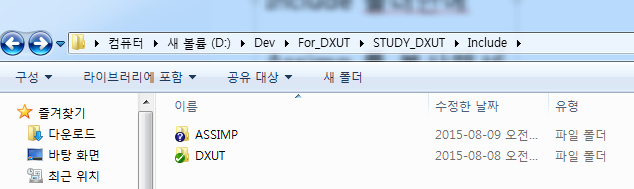 컴퓨터 ▸ 새 볼륨 (D:) ▸ Dev ▸ For_DXUT ▸ STUDY_DXUT ▸ Include ▸
구성 ▾ 라이브러리에 포함 ▾ 공유 대상 ▾ 새 폴더
즐겨찾기
다운로드
바탕 화면
최근 위치
이름 수정한 날짜 유형
ASSIMP 2015-08-09 오전... 파일 폴더
DXUT 2015-08-08 오전... 파일 폴더